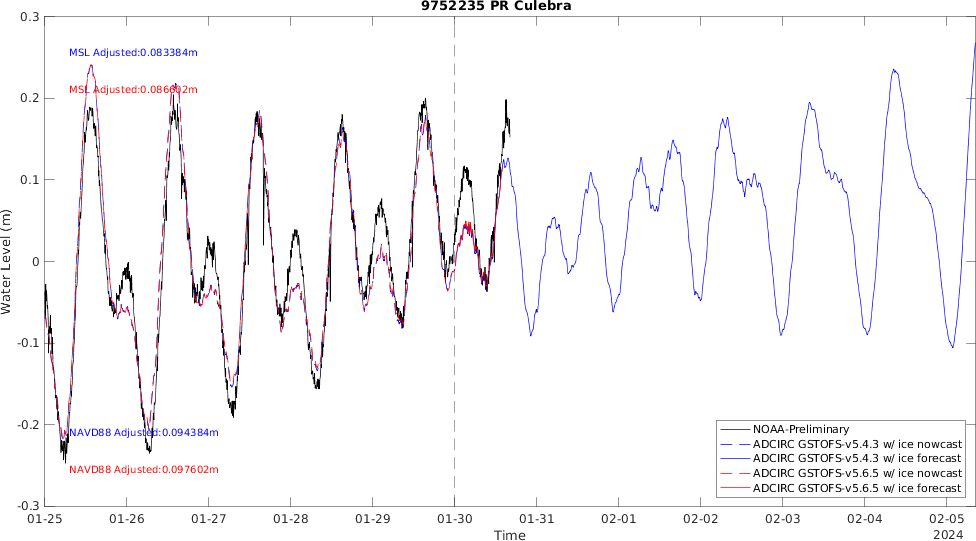 9752235 PR Culebra
0.3
0.2
0.1
0
-0.1
-0.2
-0.3
Water Level (m)
MSL Adjusted:0.083384m
MSL Adjusted:0.086602m
NAVD88 Adjusted:0.094384m
NAVD88 Adjusted:0.097602m
NOAA-Preliminary
ADCIRC GSTOFS-v5.4.3 w/ ice nowcast
ADCIRC GSTOFS-v5.4.3 w/ ice forecast
ADCIRC GSTOFS-v5.6.5 w/ ice nowcast
ADCIRC GSTOFS-v5.6.5 w/ ice forecast
01-25 01-26 01-27 01-28 01-29 01-30 01-31 02-01 02-02 02-03 02-04 02-05
2024
Time